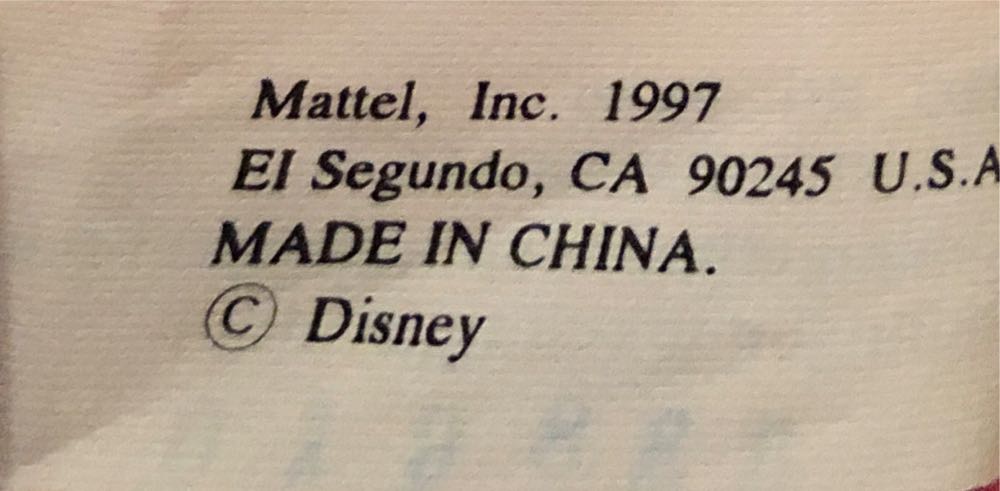 Mattel, Inc. 1997
El Segundo, CA 90245 U.S.A
MADE IN CHINA.
© Disney